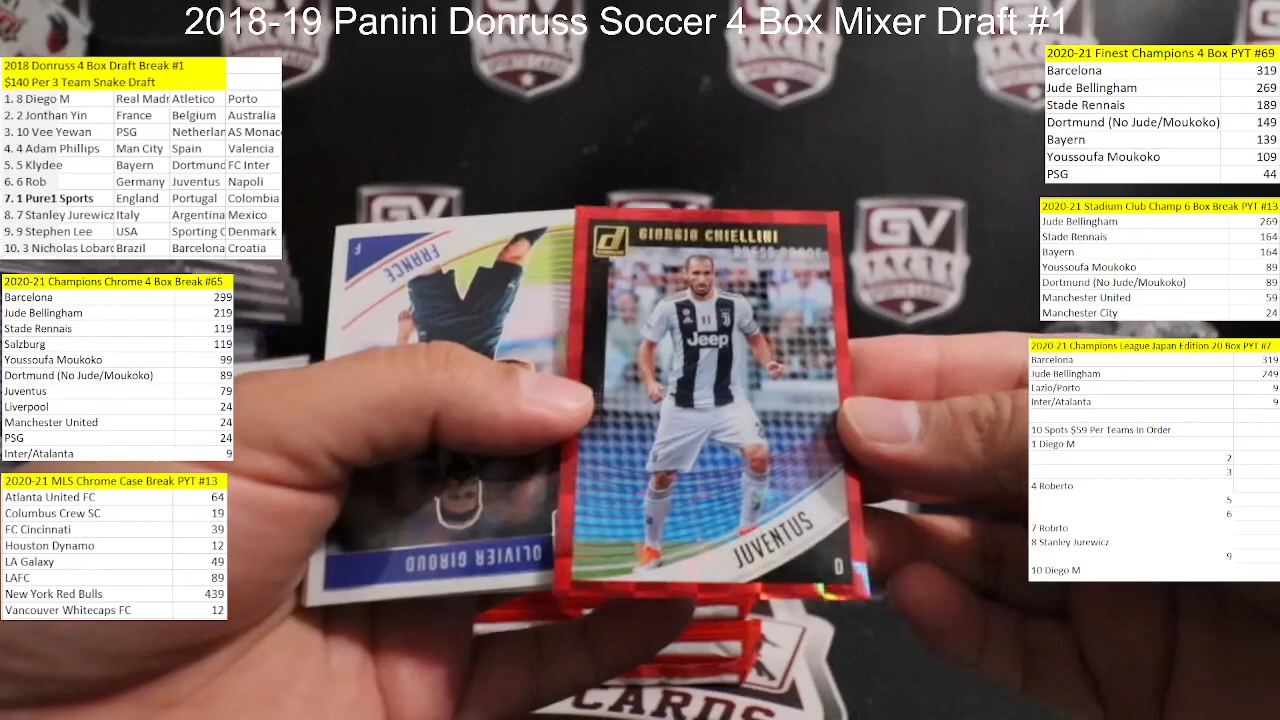 2018-19 Panini Donruss Soccer 4 Box Mixer Draft #1
2018 Donruss 4 Box Draft Break #1
$140 Per 3 Team Snake Draft
1. 8 Diego M Real Madr Atletico Porto
2. 2 Jonthan Yin France Belgium Australia
3. 10 Vee Yewan PSG Netherlan AS Monac
4. 4 Adam Phillips Man City Spain Valencia
5. 5 Klydee Bayern Dortmund FC Inter
6. 6 Rob Germany Juventus Napoli
7. 1 Pure1 Sports England Portugal Colombia
8. 7 Stanley Jurewicz Italy Argentina Mexico
9. 9 Stephen Lee USA Sporting C Denmark
10. 3 Nicholas Lobarc Brazil Barcelona Croatia
2020-21 Champions Chrome 4 Box Break #65
Barcelona 299
Jude Bellingham 219
Stade Rennais 119
Salzburg 119
Youssoufa Moukoko 99
Dortmund (No Jude/Moukoko) 89
Juventus 79
Liverpool 24
Manchester United 24
PSG 24
Inter/Atalanta 9
2020-21 MLS Chrome Case Break PYT #13
Atlanta United FC 64
Columbus Crew SC 19
FC Cincinnati 39
Houston Dynamo 12
LA Galaxy 49
LAFC 89
New York Red Bulls 439
Vancouver Whitecaps FC 12
FRANCE
F
OLIVIER GIROUD
GIORGIO CHIELLINI
PRESS PROOF
Jeep
JUVENTUS
D
GV
CARDS
2020-21 Finest Champions 4 Box PYT #69
Barcelona 319
Jude Bellingham 269
Stade Rennais 189
Dortmund (No Jude/Moukoko) 149
Bayern 139
Youssoufa Moukoko 109
PSG 44
2020-21 Stadium Club Champ 6 Box Break PYT #13
Jude Bellingham 269
Stade Rennais 164
Bayern 164
Youssoufa Moukoko 89
Dortmund (No Jude/Moukoko) 89
Manchester United 59
Manchester City 24
2020-21 Champions League Japan Edition 20 Box PYT #7
Barcelona 319
Jude Bellingham 249
Lazio/Porto 9
Inter/Atalanta 9
10 Spots $59 Per Teams In Order
1 Diego M
2
3
4 Roberto
5
6
7 Robrto
8 Stanley Jurewicz
9
10 Diego M